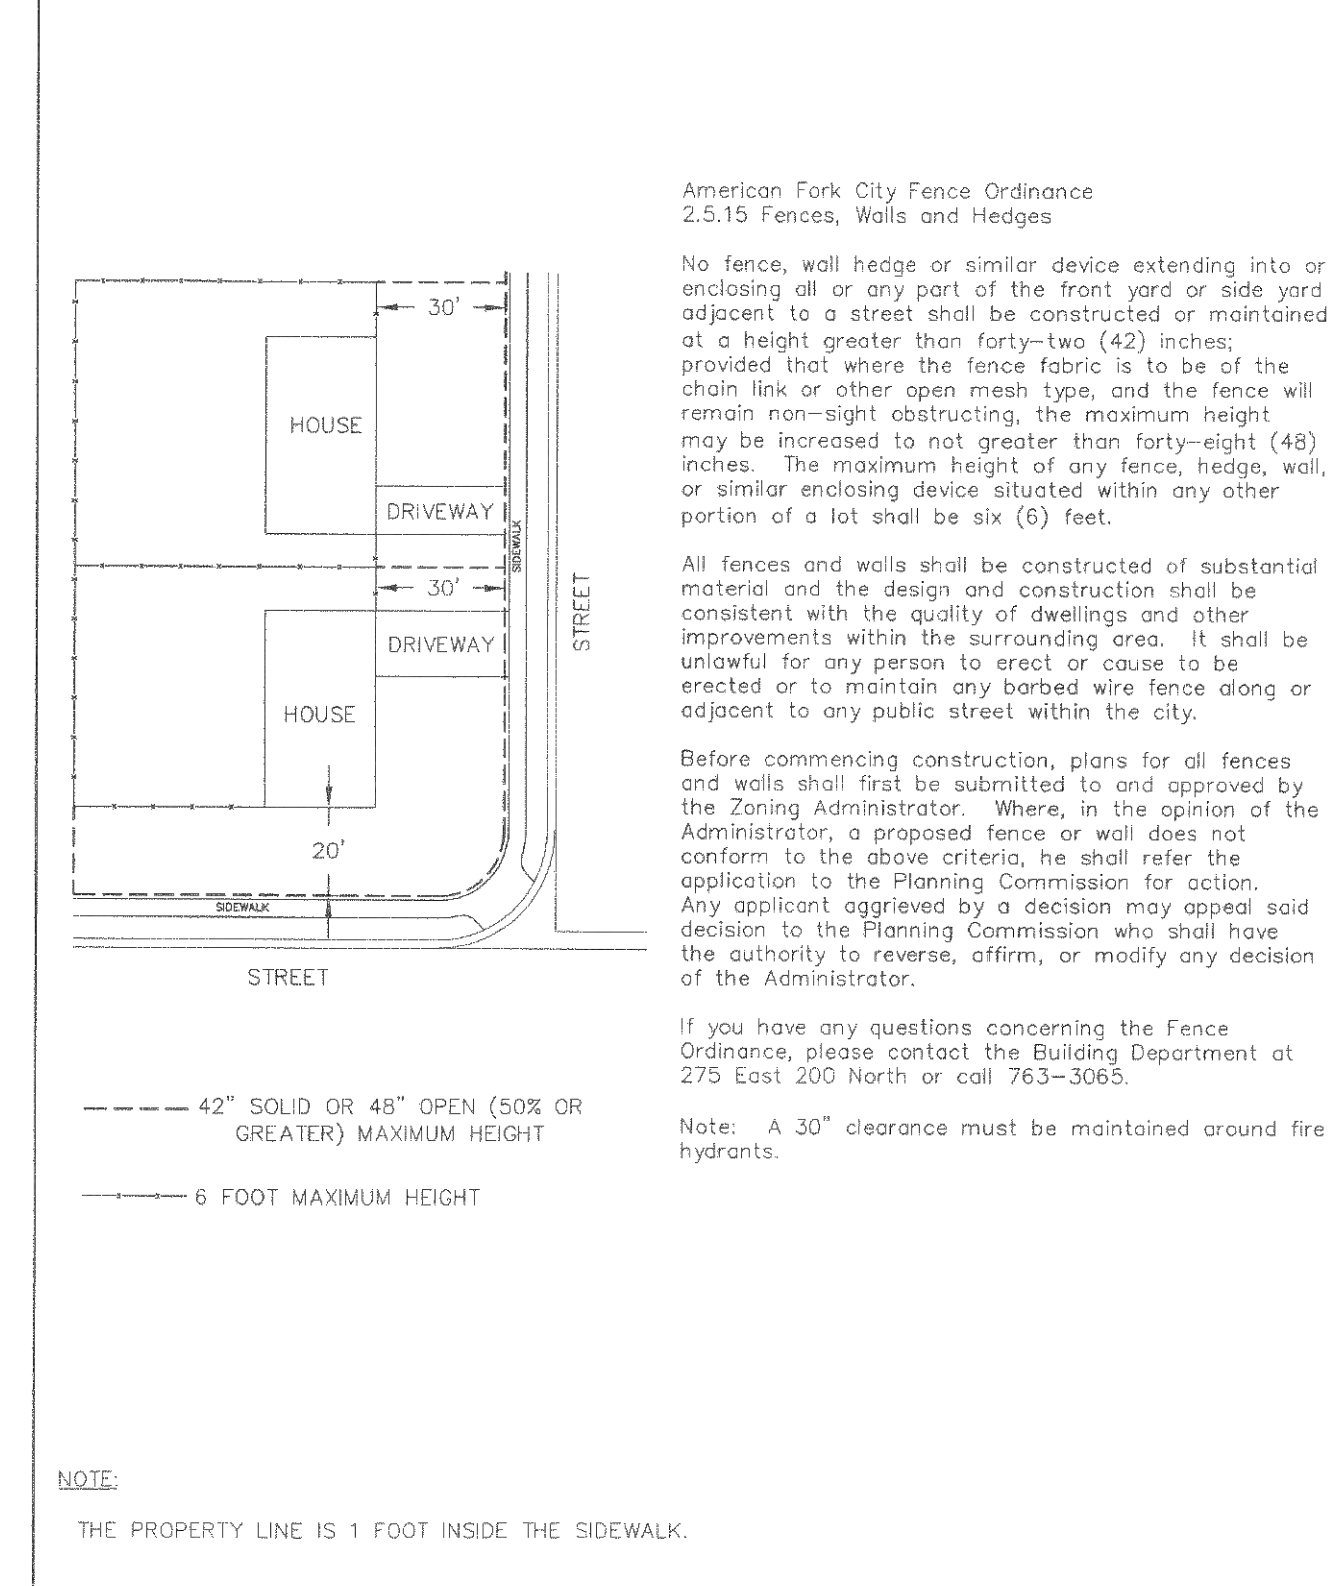 American Fork City Fence Ordinance
2.5.15 Fences, Walls and Hedges
No fence, wall hedge or similar device extending into or
enclosing all or any part of the front yard or side yard
adjacent to a street shall be constructed or maintained
at a height greater than forty-two (42) inches;
provided that where the fence fabric is to be of the
chain link or other open mesh type, and the fence will
remain non-sight obstructing, the maximum height
may be increased to not greater than forty-eight (48)
inches. The maximum height of any fence, hedge, wall,
or similar enclosing device situated within any other
portion of a lot shall be six (6) feet.
All fences and walls shall be constructed of substantial
material and the design and construction shall be
consistent with the quality of dwellings and other
improvements within the surrounding area. It shall be
unlawful for any person to erect or cause to be
erected or to maintain any barbed wire fence along or
adjacent to any public street within the city.
Before commencing construction, plans for all fences
and walls shall first be submitted to and approved by
the Zoning Administrator. Where, in the opinion of the
Administrator, a proposed fence or wall does not
conform to the above criteria, he shall refer the
application to the Planning Commission for action.
Any applicant aggrieved by a decision may appeal said
decision to the Planning Commission who shall have
the authority to reverse, affirm, or modify any decision
of the Administrator.
If you have any questions concerning the Fence
Ordinance, please contact the Building Department at
275 East 200 North or call 763-3065.
Note: A 30" clearance must be maintained around fire
hydrants.
30'
HOUSE
DRIVEWAY
SIDEWALK
30'
STREET
DRIVEWAY
HOUSE
20'
SIDEWALK
STREET
42" SOLID OR 48" OPEN (50% OR
GREATER) MAXIMUM HEIGHT
6 FOOT MAXIMUM HEIGHT
NOTE:
THE PROPERTY LINE IS 1 FOOT INSIDE THE SIDEWALK.